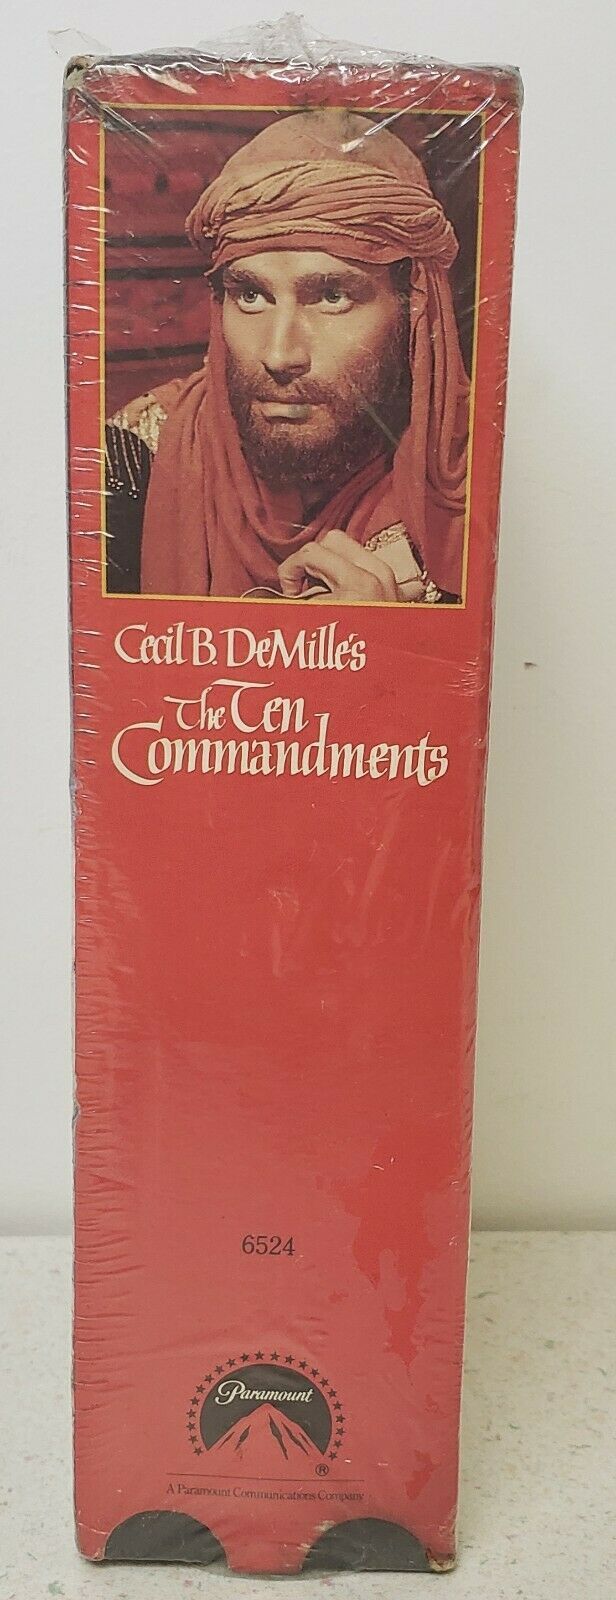 Cecil B. DeMille's
The Ten
Commandments
6524
Paramount
®
A Paramount Communications Company